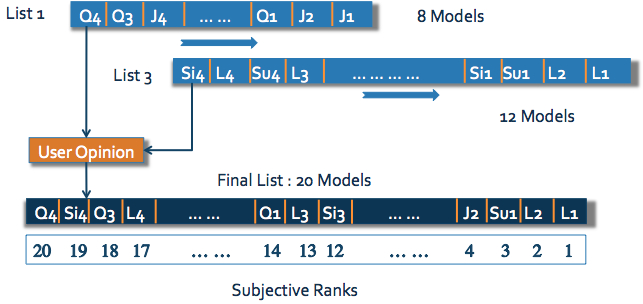 List 1 Q4 Q3 J4 ... ... Q1 J2 J1 8 Models
List 3 Si4 L4 Su4 L3 ... ... ... ... Si1 Su1 L2 L1
12 Models
User Opinion
Final List : 20 Models
Q4 Si4 Q3 L4 ... ... Q1 L3 Si3 ... ... J2 Su1 L2 L1
20 19 18 17 ... ... 14 13 12 ... ... 4 3 2 1
Subjective Ranks